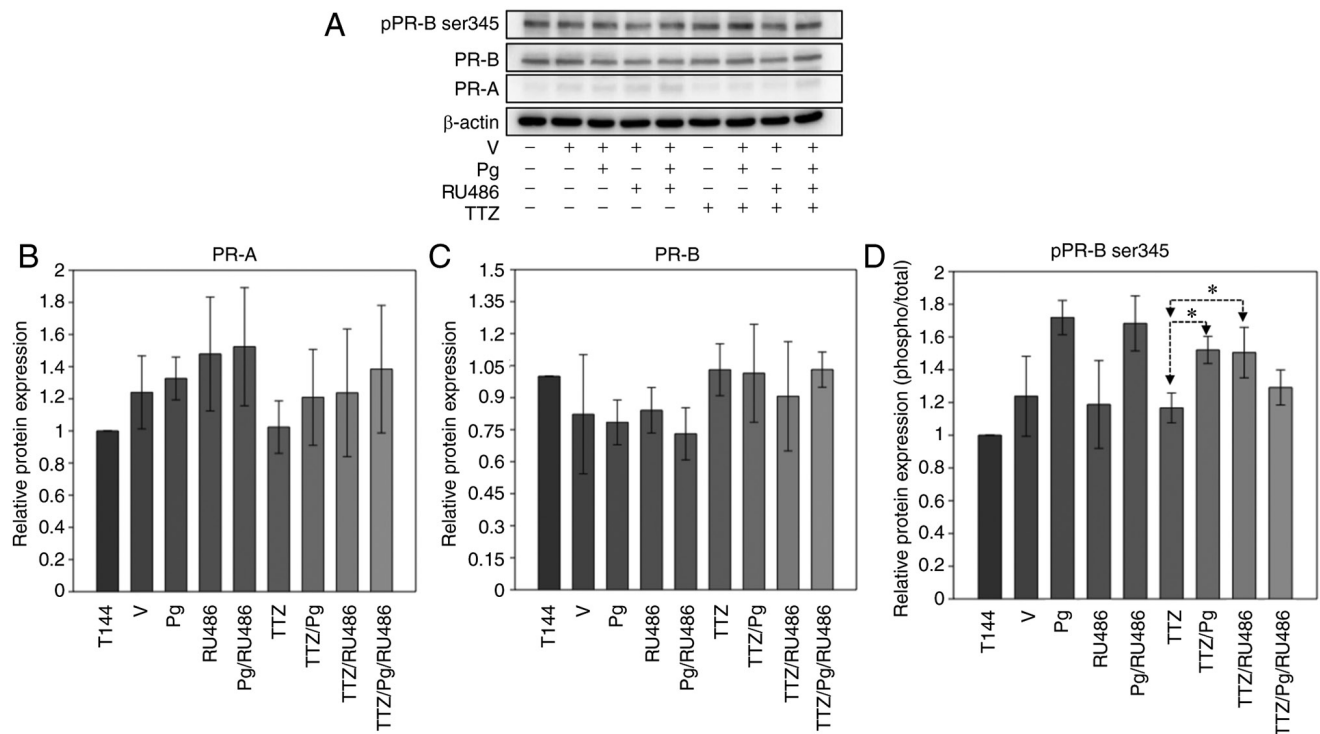 A
pPR-B ser345
PR-B
PR-A
β-actin
V – + + + + – + + +
Pg – – + – + – + – +
RU486 – – – + + – – + +
TTZ – – – – – + + + +
B
PR-A
Relative protein expression
2
1.8
1.6
1.4
1.2
1
0.8
0.6
0.4
0.2
0
T144
V
Pg
RU486
Pg/RU486
TTZ
TTZ/Pg
TTZ/RU486
TTZ/Pg/RU486
C
PR-B
Relative protein expression
1.5
1.35
1.2
1.05
0.9
0.75
0.6
0.45
0.3
0.15
0
T144
V
Pg
RU486
Pg/RU486
TTZ
TTZ/Pg
TTZ/RU486
TTZ/Pg/RU486
D
pPR-B ser345
Relative protein expression (phospho/total)
2
1.8
1.6
1.4
1.2
1
0.8
0.6
0.4
0.2
0
*
*
T144
V
Pg
RU486
Pg/RU486
TTZ
TTZ/Pg
TTZ/RU486
TTZ/Pg/RU486